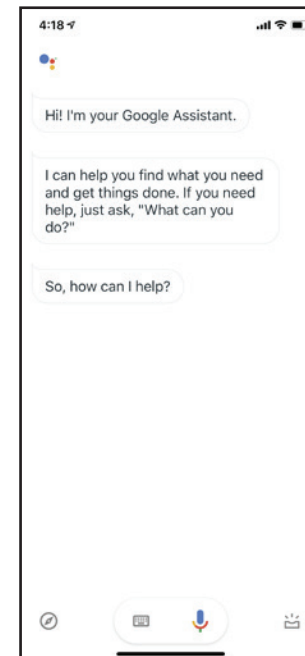 4:18
Hi! I'm your Google Assistant.
I can help you find what you need
and get things done. If you need
help, just ask, "What can you
do?"
So, how can I help?